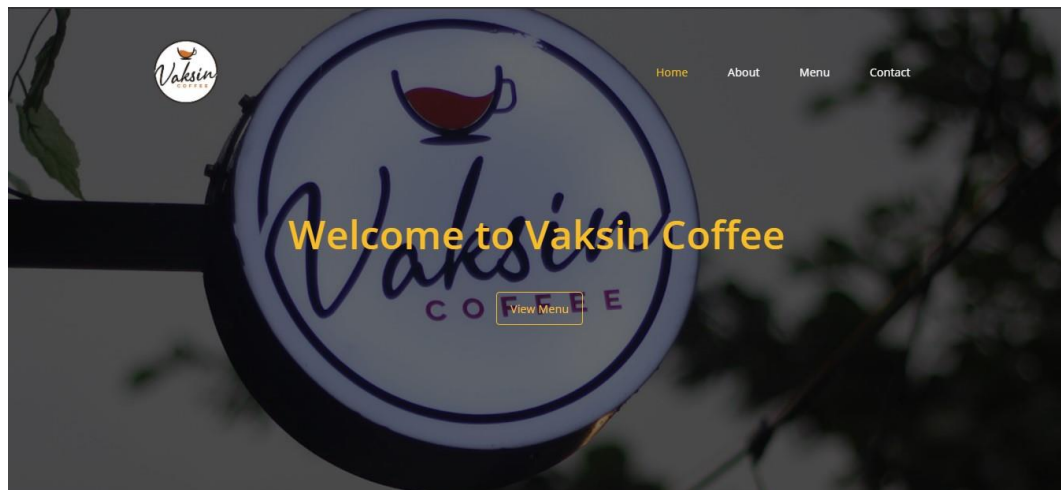 Vaksin
COFFEE
Home About Menu Contact
Vaksin
COFFEE
Welcome to Vaksin Coffee
View Menu